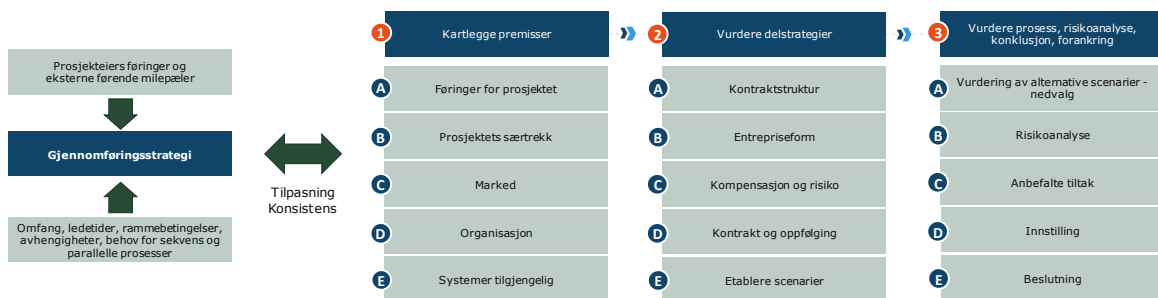 Prosjekteiers føringer og
eksterne førende milepæler
Gjennomføringsstrategi
Omfang, ledetider, rammebetingelser,
avhengigheter, behov for sekvens og
parallelle prosesser
Tilpasning
Konsistens
1
Kartlegge premisser
A
Føringer for prosjektet
B
Prosjektets særtrekk
C
Marked
D
Organisasjon
E
Systemer tilgjengelig
2
Vurdere delstrategier
A
Kontraktstruktur
B
Entrepriseform
C
Kompensasjon og risiko
D
Kontrakt og oppfølging
E
Etablere scenarier
3
Vurdere prosess, risikoanalyse,
konklusjon, forankring
A
Vurdering av alternative scenarier -
nedvalg
B
Risikoanalyse
C
Anbefalte tiltak
D
Innstilling
E
Beslutning